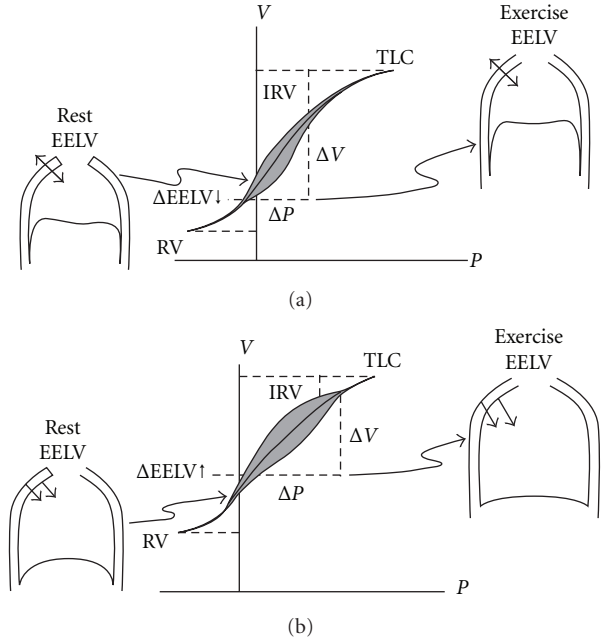 V
Exercise
EELV
TLC
IRV
Rest
EELV
ΔV
ΔEELV↓
ΔP
RV
P
(a)
V
Exercise
EELV
TLC
IRV
Rest
EELV
ΔV
ΔEELV↑
ΔP
RV
P
(b)